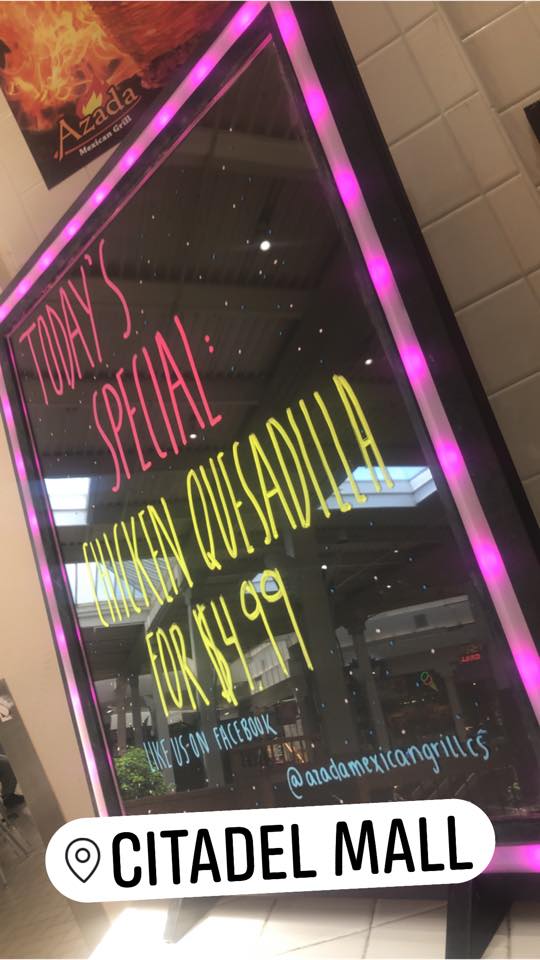 Azada
Mexican Grill
TODAY'S
SPECIAL:
CHICKEN QUESADILLA
FOR $4.99
LIKE US ON FACEBOOK
@azadamexicangrillcs
CITADEL MALL